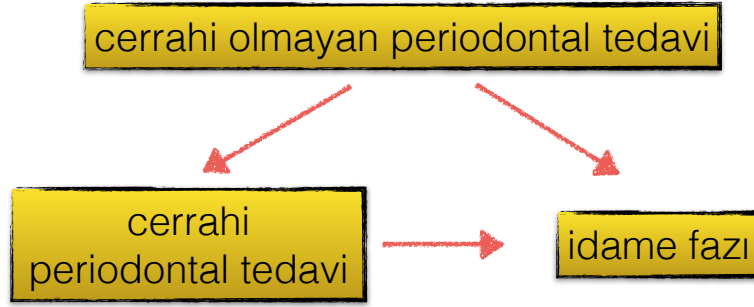 cerrahi olmayan periodontal tedavi
cerrahi
periodontal tedavi
idame fazı